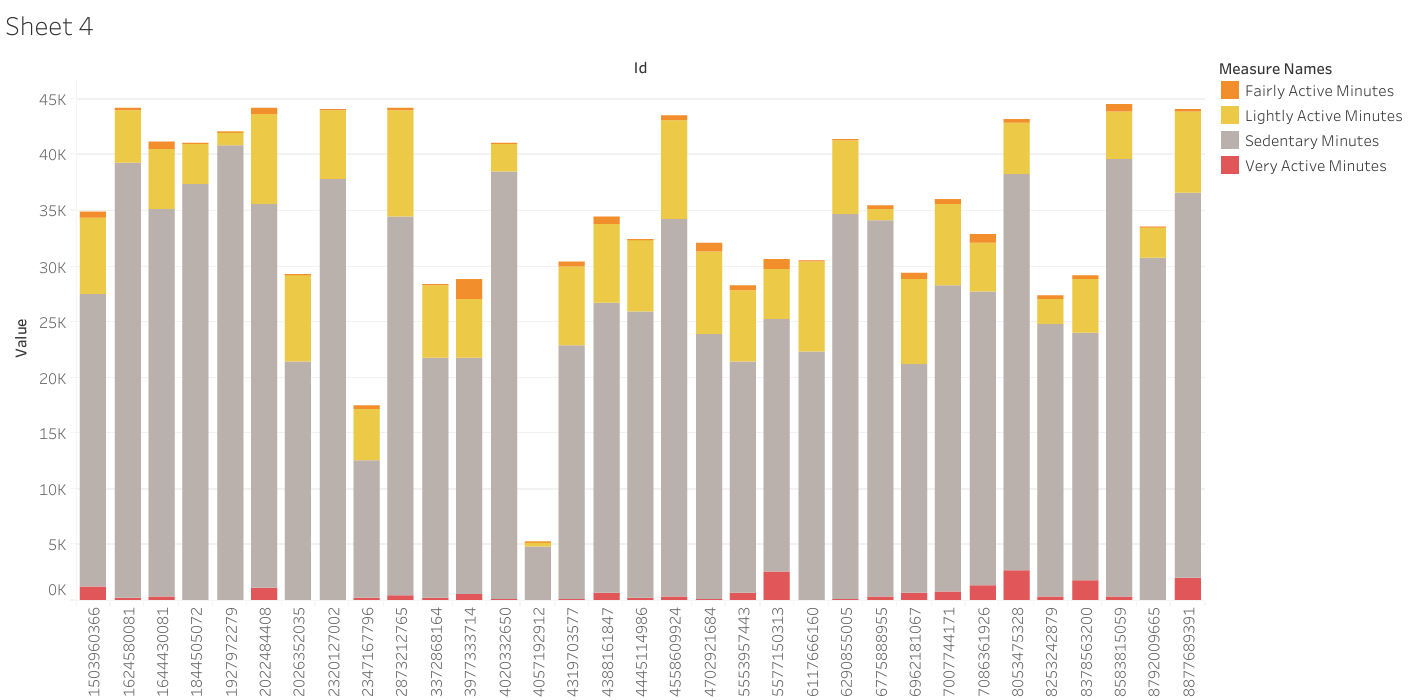 Sheet 4
Id
Measure Names
Fairly Active Minutes
Lightly Active Minutes
Sedentary Minutes
Very Active Minutes
Value
45K
40K
35K
30K
25K
20K
15K
10K
5K
0K
1503960366
1624580081
1644430081
1844505072
1927972279
2022484408
2026352035
2320127002
2347167796
2873212765
3372868164
3977333714
4020332650
4057192912
4319703577
4388161847
4445114986
4558609924
4702921684
5553957443
5577150313
6117666160
6290855005
6775888955
6962181067
7007744171
7086361926
8053475328
8253242879
8378563200
8583815059
8792009665
8877689391